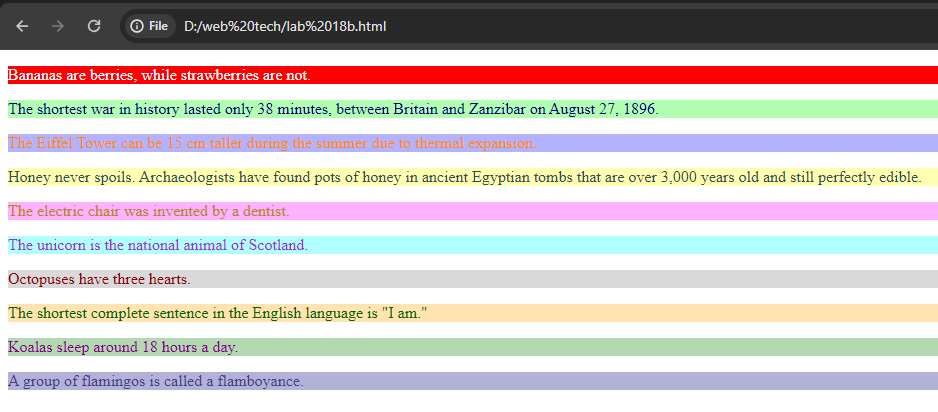 File D:/web%20tech/lab%2018b.html
Bananas are berries, while strawberries are not.
The shortest war in history lasted only 38 minutes, between Britain and Zanzibar on August 27, 1896.
The Eiffel Tower can be 15 cm taller during the summer due to thermal expansion.
Honey never spoils. Archaeologists have found pots of honey in ancient Egyptian tombs that are over 3,000 years old and still perfectly edible.
The electric chair was invented by a dentist.
The unicorn is the national animal of Scotland.
Octopuses have three hearts.
The shortest complete sentence in the English language is "I am."
Koalas sleep around 18 hours a day.
A group of flamingos is called a flamboyance.